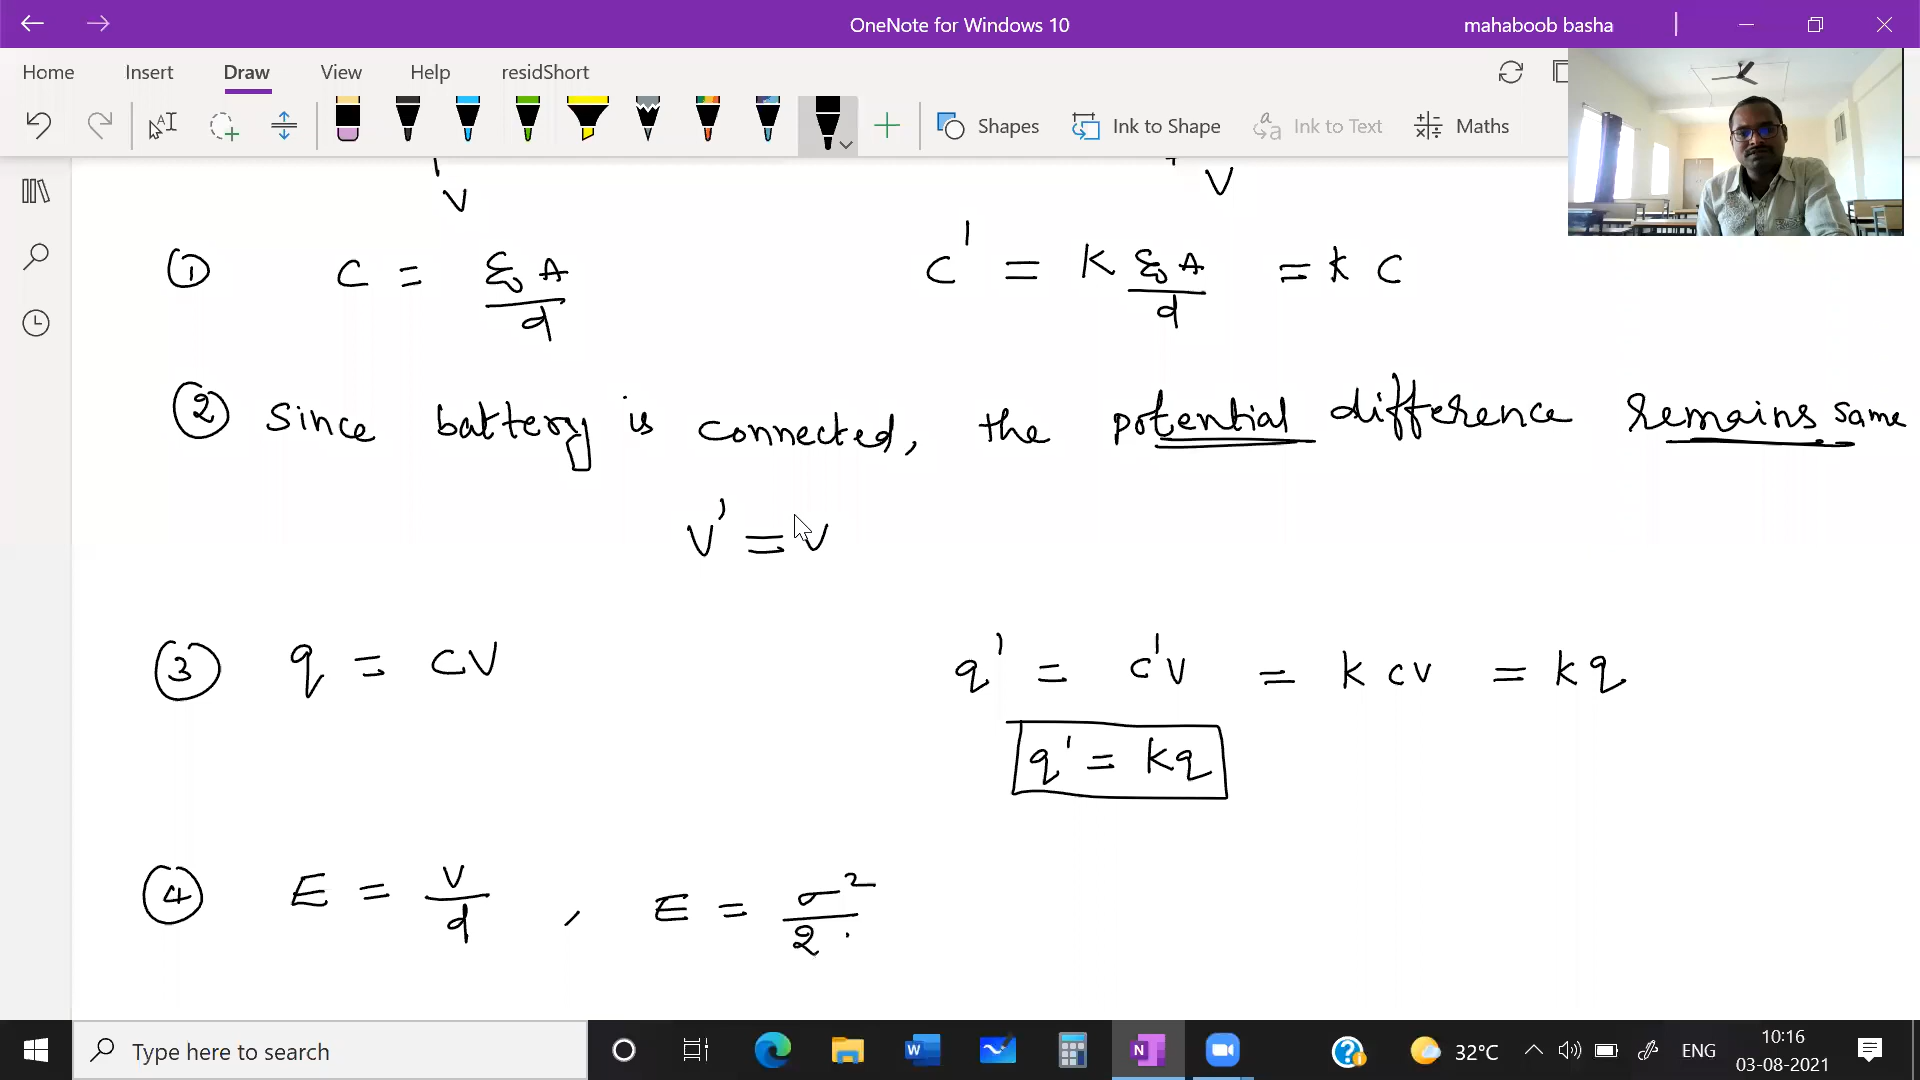 OneNote for Windows 10
mahaboob basha
Home Insert Draw View Help residShort
Shapes Ink to Shape Ink to Text Maths
V V
① C = ε₀A/d C' = K ε₀A/d = K C
② Since battery is connected, the potential difference remains same
V' = V
③ q = CV q' = C'V = K CV = Kq
q' = Kq
④ E = V/d , E = σ²/2
Type here to search
32°C ENG 10:16
03-08-2021